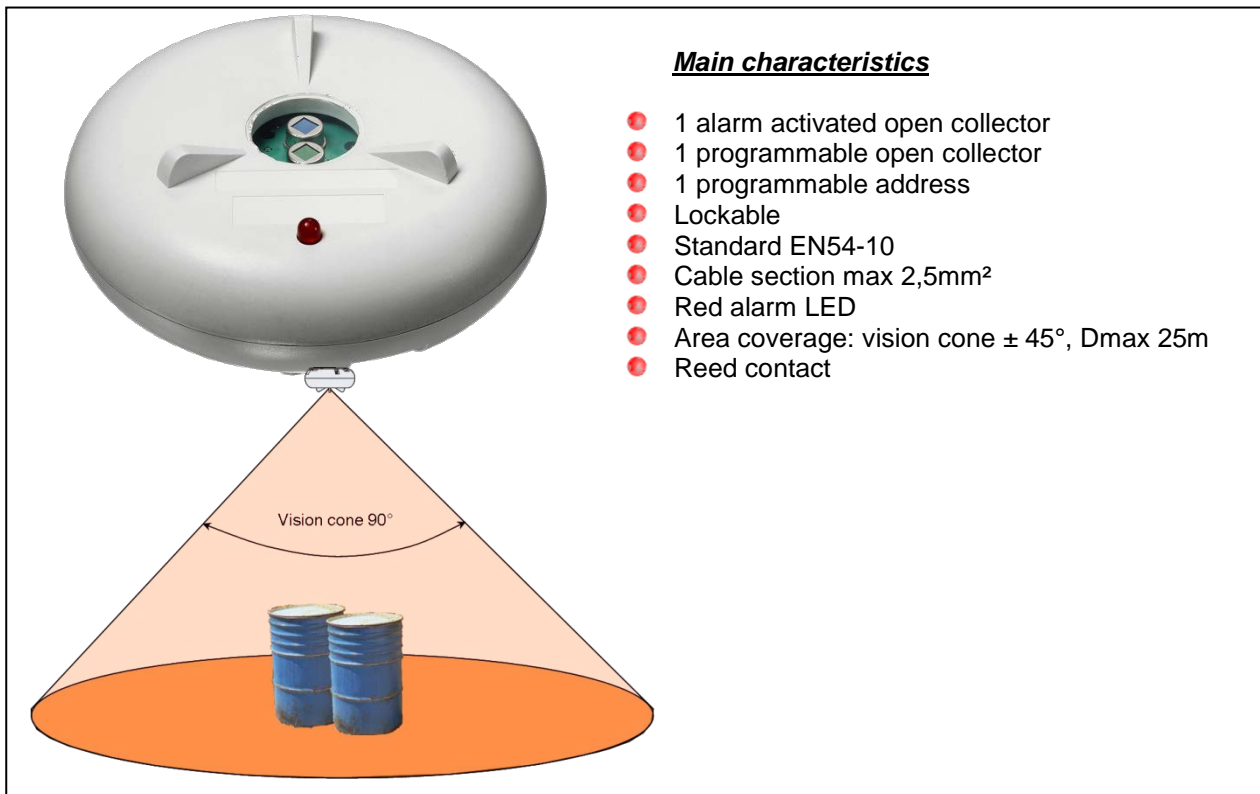 Main characteristics
1 alarm activated open collector
1 programmable open collector
1 programmable address
Lockable
Standard EN54-10
Cable section max 2,5mm²
Red alarm LED
Area coverage: vision cone ± 45°, Dmax 25m
Reed contact
Vision cone 90°